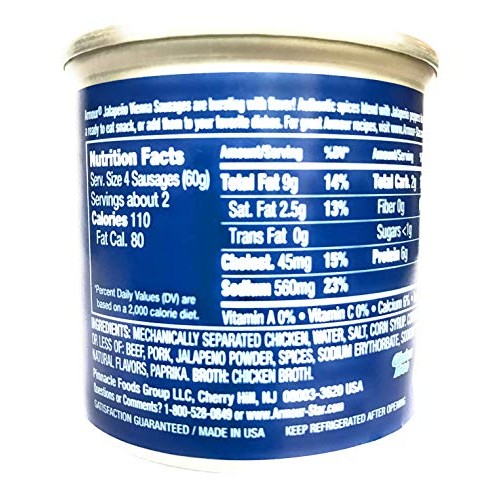 Armour® Jalapeño Vienna Sausages are bursting with flavor! Authentic spices blend with Jalapeno peppers
a ready to eat snack, or add them to your favorite dishes. For great Armour recipes, visit www.Armour-Star
Nutrition Facts
Serv. Size 4 Sausages (60g)
Servings about 2
Calories 110
Fat Cal. 80
*Percent Daily Values (DV) are
based on a 2,000 calorie diet.
Amount/Serving %DV* Amount/Serving
Total Fat 9g 14% Total Carb. 2g
Sat. Fat 2.5g 13% Fiber 0g
Trans Fat 0g Sugars <1g
Cholest. 45mg 15% Protein 6g
Sodium 560mg 23%
Vitamin A 0% • Vitamin C 0% • Calcium 6% •
INGREDIENTS: MECHANICALLY SEPARATED CHICKEN, WATER, SALT, CORN SYRUP,
OR LESS OF: BEEF, PORK, JALAPENO POWDER, SPICES, SODIUM ERYTHORBATE,
NATURAL FLAVORS, PAPRIKA. BROTH: CHICKEN BROTH.
Pinnacle Foods Group LLC, Cherry Hill, NJ 08003-3620 USA
Questions or Comments? 1-800-528-0849 or www.Armour-Star.com
SATISFACTION GUARANTEED / MADE IN USA KEEP REFRIGERATED AFTER OPENING